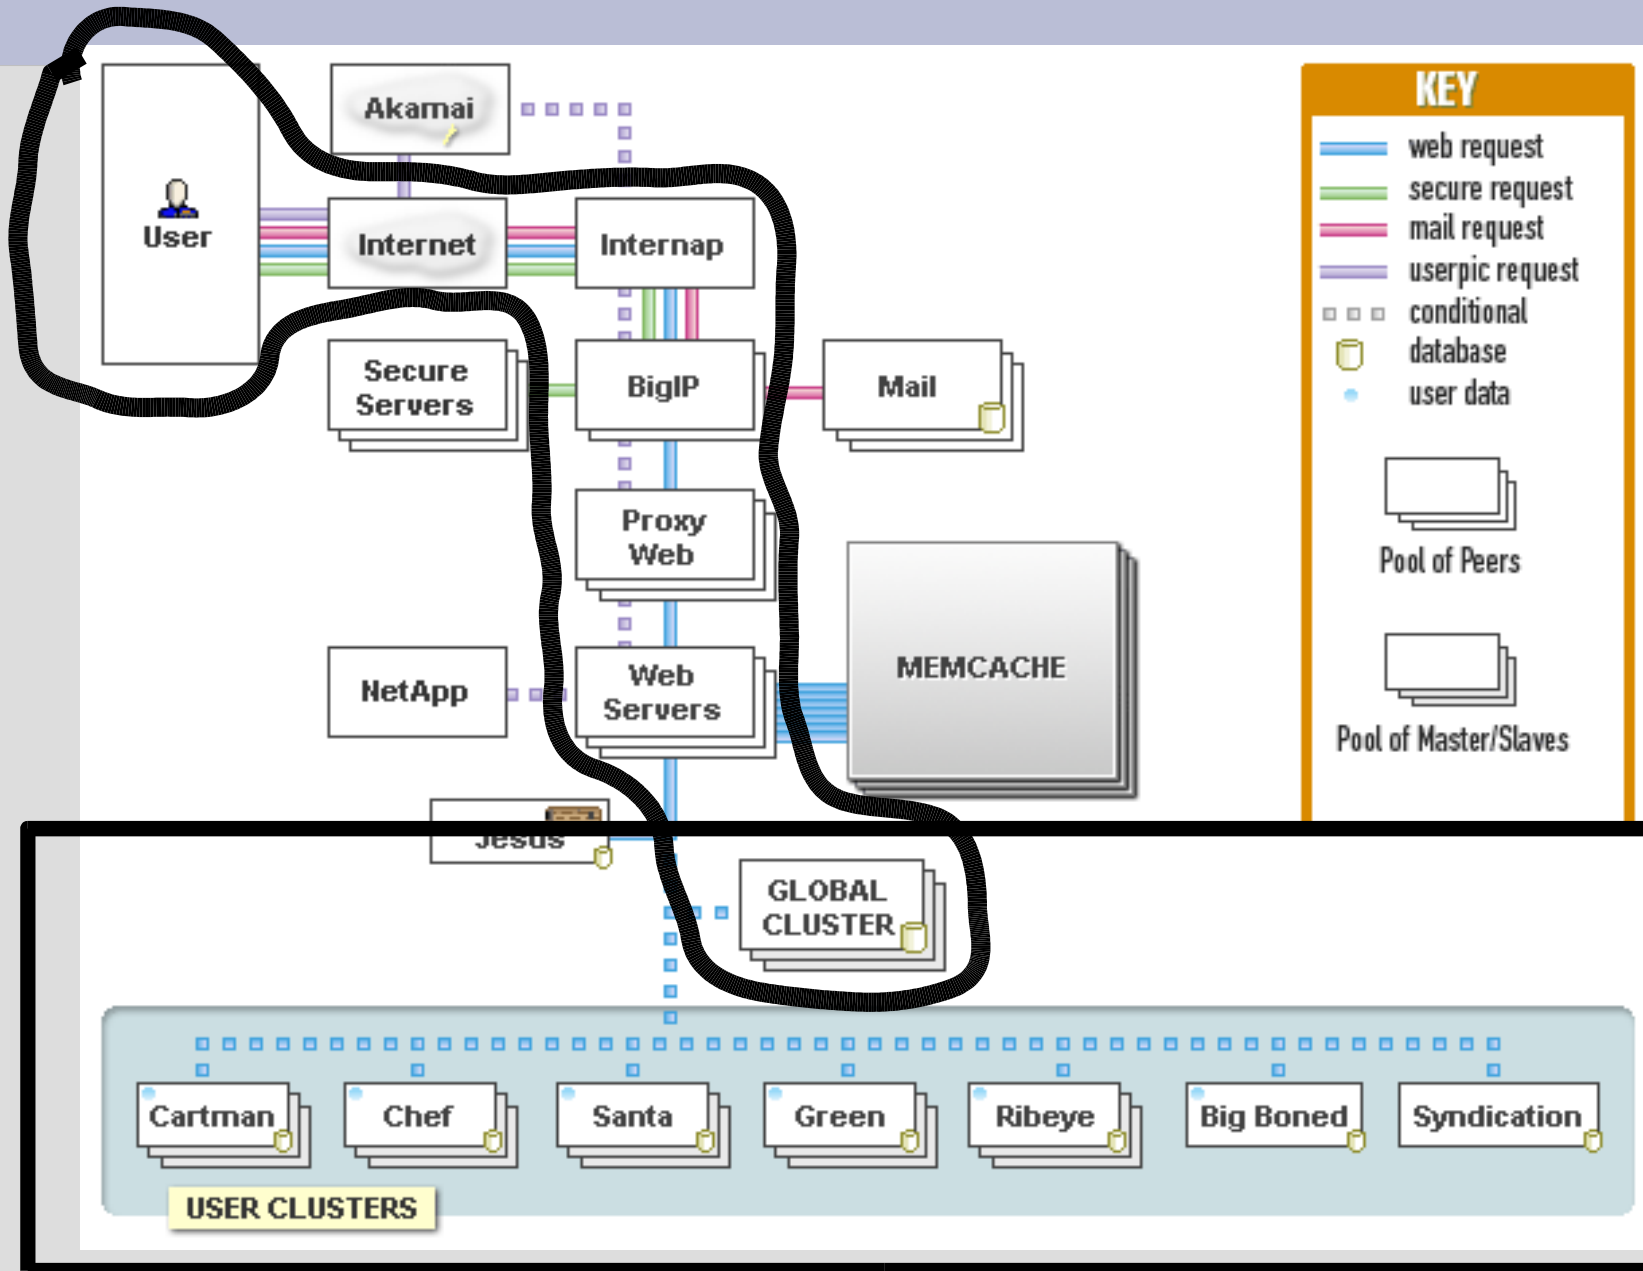 Akamai
User
Internet
Internap
Secure
Servers
BigIP
Mail
Proxy
Web
NetApp
Web
Servers
MEMCACHE
Jesus
GLOBAL
CLUSTER
Cartman
Chef
Santa
Green
Ribeye
Big Boned
Syndication
USER CLUSTERS
KEY
web request
secure request
mail request
userpic request
conditional
database
user data
Pool of Peers
Pool of Master/Slaves